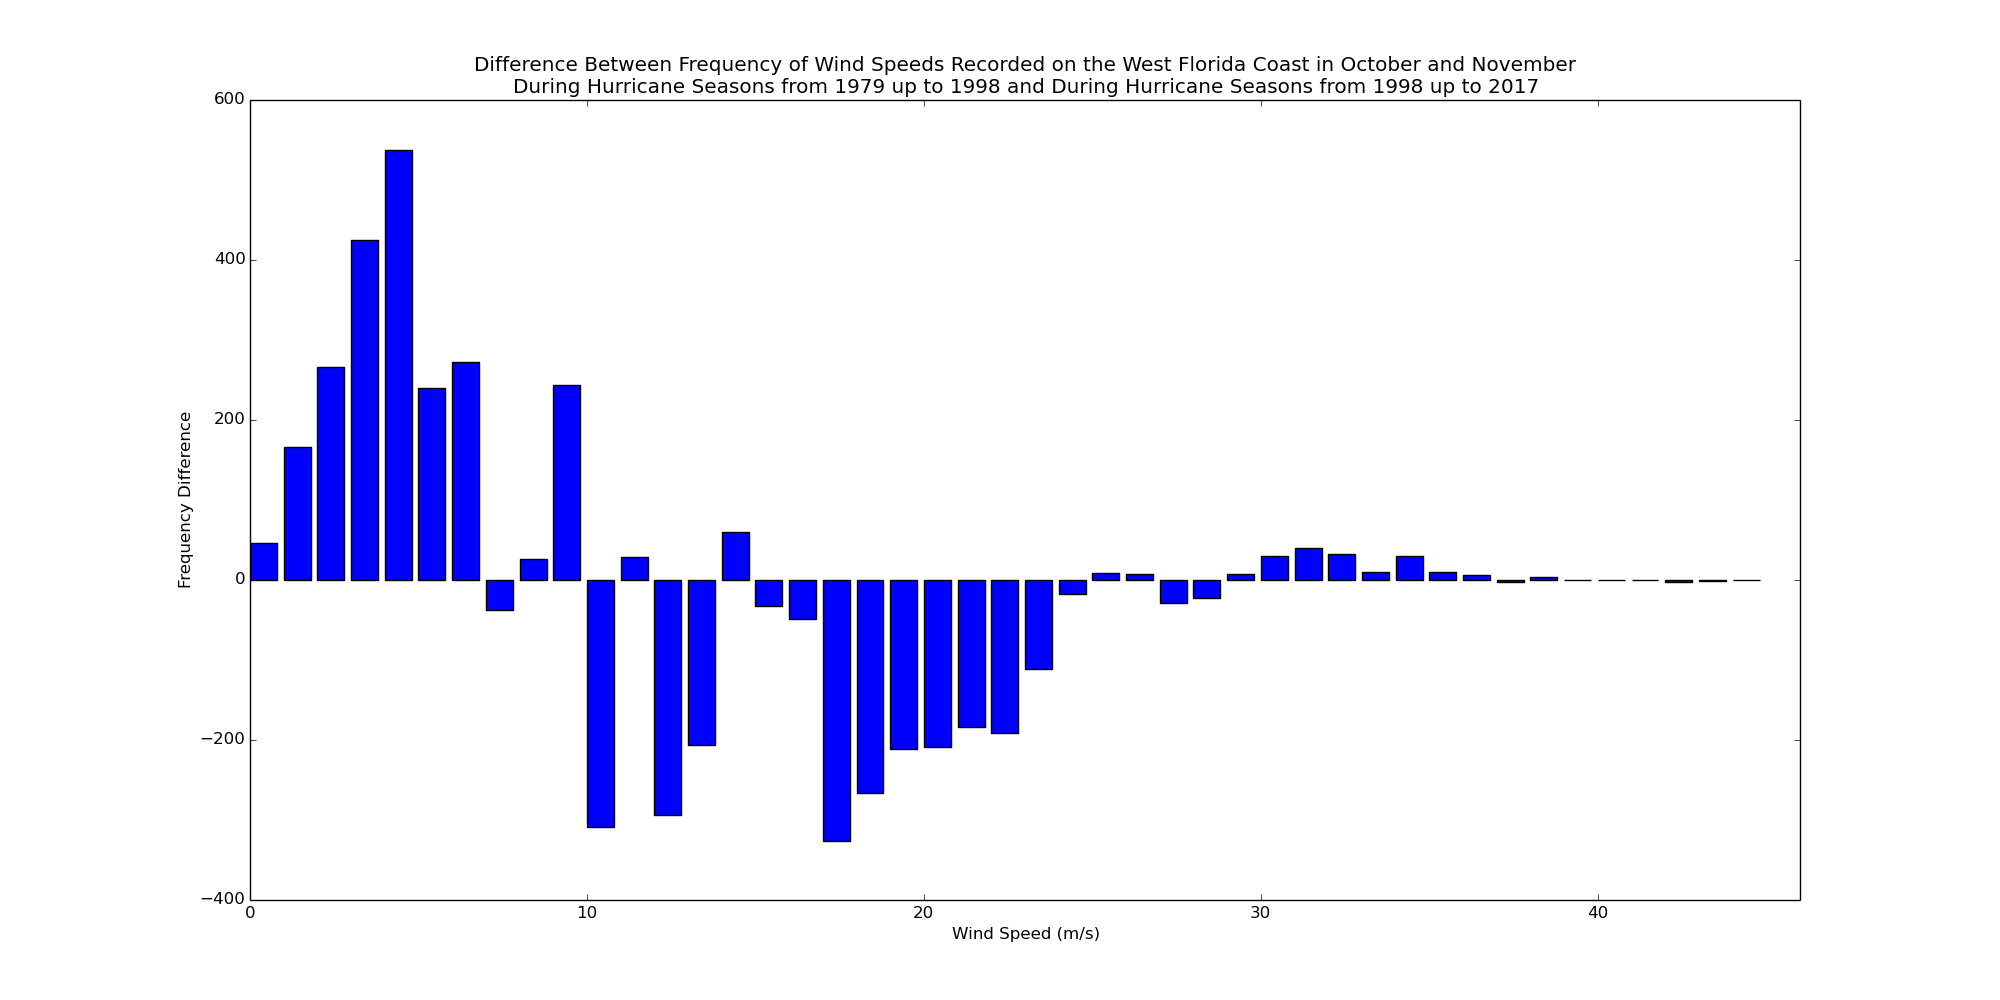 Difference Between Frequency of Wind Speeds Recorded on the West Florida Coast in October and November
During Hurricane Seasons from 1979 up to 1998 and During Hurricane Seasons from 1998 up to 2017
600
400
200
0
−200
−400
Frequency Difference
0 10 20 30 40
Wind Speed (m/s)